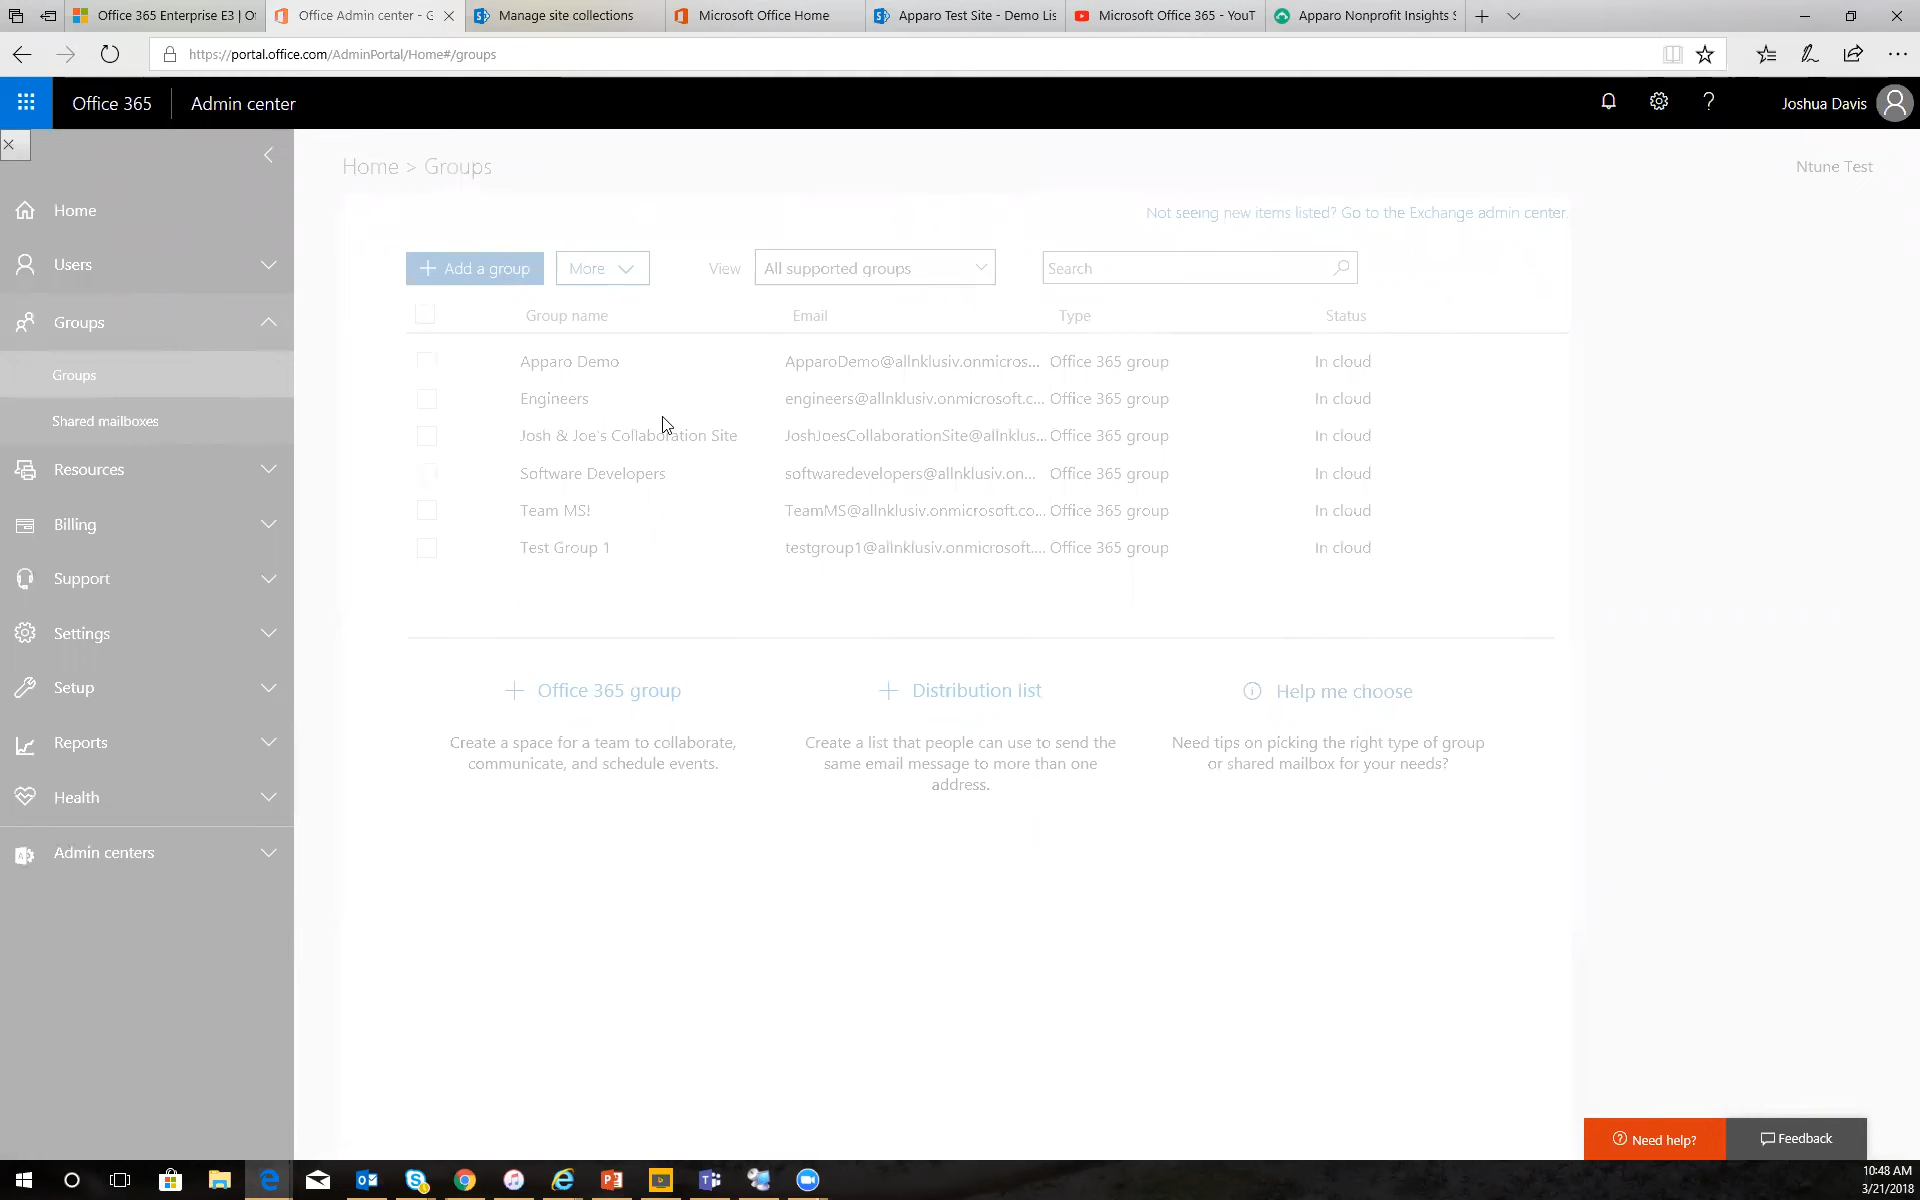 Office 365 Enterprise E3 | O
Office Admin center - G
Manage site collections
Microsoft Office Home
Apparo Test Site - Demo Lis
Microsoft Office 365 - YouT
Apparo Nonprofit Insights S
https://portal.office.com/AdminPortal/Home#/groups
Office 365
Admin center
Joshua Davis
Home > Groups
Ntune Test
Home
Users
Groups
Groups
Shared mailboxes
Resources
Billing
Support
Settings
Setup
Reports
Health
Admin centers
Not seeing new items listed? Go to the Exchange admin center.
+ Add a group
More
View
All supported groups
Search
Group name Email Type Status
Apparo Demo ApparoDemo@allnklusiv.onmicros... Office 365 group In cloud
Engineers engineers@allnklusiv.onmicrosoft.c... Office 365 group In cloud
Josh & Joe's Collaboration Site JoshJoesCollaborationSite@allnklus... Office 365 group In cloud
Software Developers softwaredevelopers@allnklusiv.on... Office 365 group In cloud
Team MS! TeamMS@allnklusiv.onmicrosoft.co... Office 365 group In cloud
Test Group 1 testgroup1@allnklusiv.onmicrosoft.... Office 365 group In cloud
+ Office 365 group
Create a space for a team to collaborate,
communicate, and schedule events.
+ Distribution list
Create a list that people can use to send the
same email message to more than one
address.
Help me choose
Need tips on picking the right type of group
or shared mailbox for your needs?
Need help?
Feedback
10:48 AM
3/21/2018